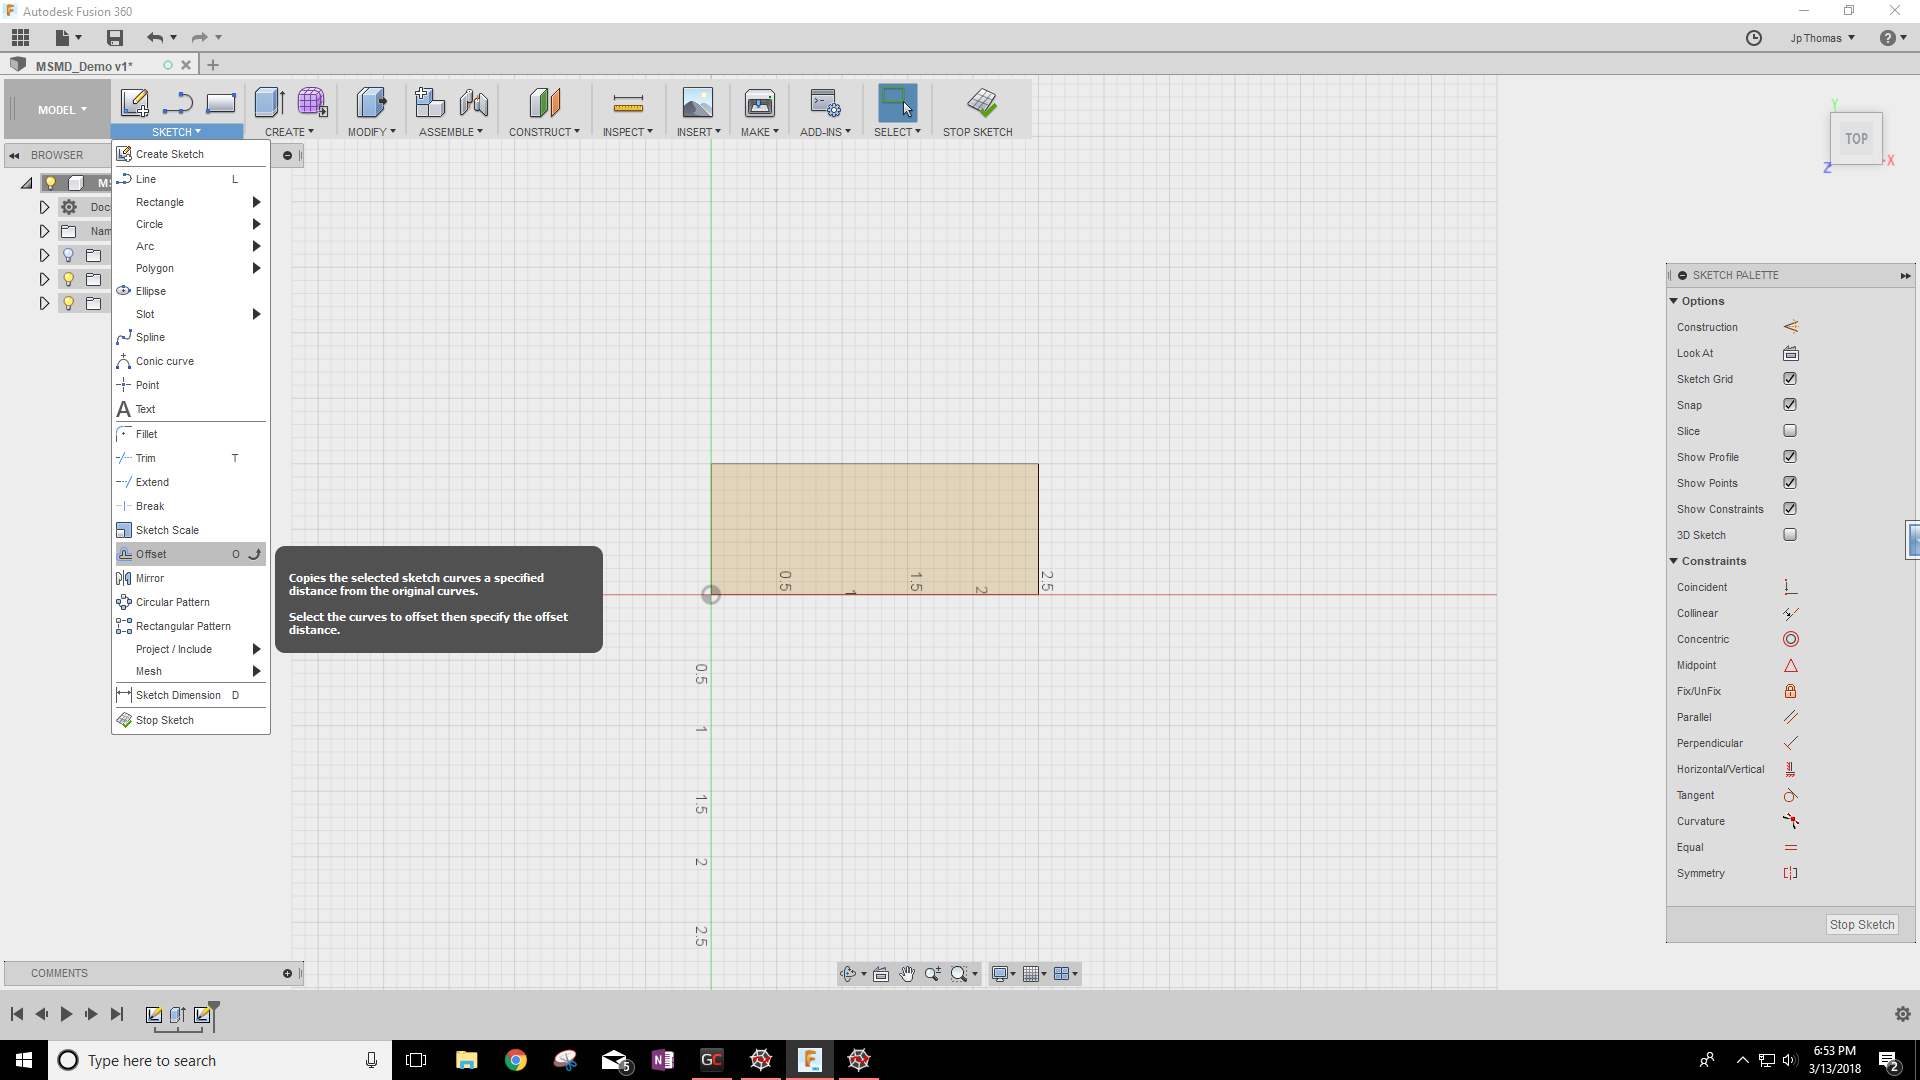 Autodesk Fusion 360
Jp Thomas
MSMD_Demo v1*
MODEL
SKETCH
CREATE
MODIFY
ASSEMBLE
CONSTRUCT
INSPECT
INSERT
MAKE
ADD-INS
SELECT
STOP SKETCH
BROWSER
MS
Doc
Nam
Create Sketch
Line L
Rectangle
Circle
Arc
Polygon
Ellipse
Slot
Spline
Conic curve
Point
Text
Fillet
Trim T
Extend
Break
Sketch Scale
Offset O
Mirror
Circular Pattern
Rectangular Pattern
Project / Include
Mesh
Sketch Dimension D
Stop Sketch
Copies the selected sketch curves a specified
distance from the original curves.
Select the curves to offset then specify the offset
distance.
0.5
1
1.5
2
2.5
0.5
1
1.5
2
2.5
Y
TOP
X
Z
SKETCH PALETTE
Options
Construction
Look At
Sketch Grid
Snap
Slice
Show Profile
Show Points
Show Constraints
3D Sketch
Constraints
Coincident
Collinear
Concentric
Midpoint
Fix/UnFix
Parallel
Perpendicular
Horizontal/Vertical
Tangent
Curvature
Equal
Symmetry
Stop Sketch
COMMENTS
Type here to search
5
GC
6:53 PM
3/13/2018
2